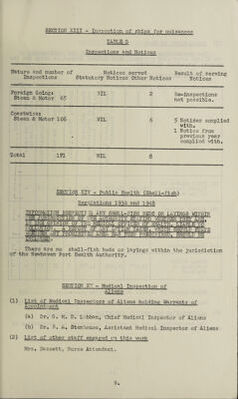 SECTION XIII - Inspection of ships for nuisances
TABLE D
Inspections and Notices
Nature and number of Inspections Notices served Statutory Notices Other Notices Result of serving Notices
Foreign Going: Steam & Motor 65 NIL 2 Re-inspections not possible.
Coastwise: Steam & Motor 106 NIL 6 5 Notices complied with.
1 Notice from previous year complied with.
Total 171 NIL 8
SECTION XIV - Public Health (Shell-fish)
Regulations 1934 and 1948
There are no shell-fish beds or layings within the jurisdiction
of the Newhaven Port Health Authority.
SECTION XV - Medical Inspection of
Aliens
(1) List of Medical Inspectors of Aliens holding Warrants of
Appointment
(a) Dr. G. M. D. Lobban, Chief Medical Inspector of Aliens
(b) Dr. Stenhouse, Assistant Medical Inspector of Aliens
(2) List of other staff engaged on this work
Mrs. Bennett, Nurse Attendant.